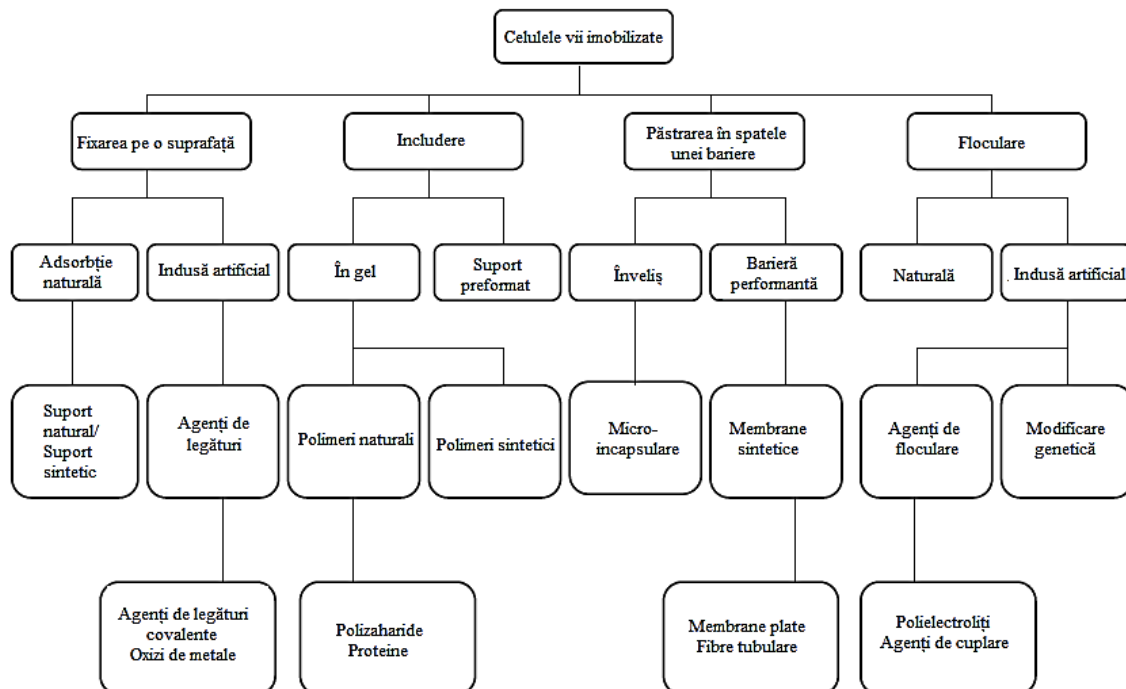 Celulele vii imobilizate
Fixarea pe o suprafață
Includere
Păstrarea în spatele
unei bariere
Floculare
Adsorbție
naturală
Indusă artificial
În gel
Suport
preformat
Înveliș
Barieră
performantă
Naturală
Indusă artificial
Suport
natural/
Suport
sintetic
Agenți de
legături
Polimeri naturali
Polimeri sintetici
Micro-
incapsulare
Membrane
sintetice
Agenți de
floculare
Modificare
genetică
Agenți de legături
covalente
Oxizi de metale
Polizaharide
Proteine
Membrane plate
Fibre tubulare
Polielectroliți
Agenți de cuplare